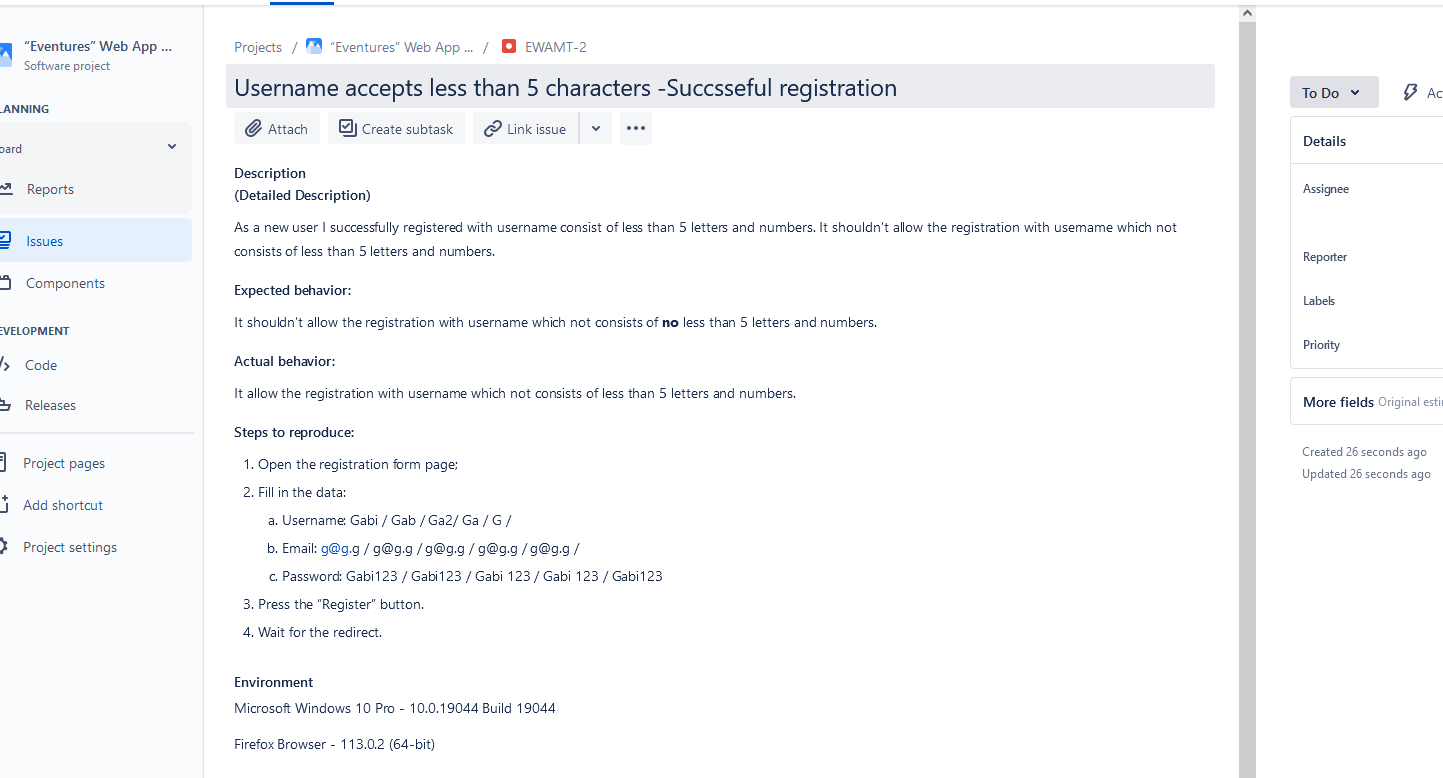 “Eventures” Web App ...
Software project
LANNING
oard
Reports
Issues
Components
EVELOPMENT
Code
Releases
Project pages
Add shortcut
Project settings
Projects / “Eventures” Web App ... / EWAMT-2
Username accepts less than 5 characters -Succsseful registration
Attach
Create subtask
Link issue
Description
(Detailed Description)
As a new user I successfully registered with username consist of less than 5 letters and numbers. It shouldn't allow the registration with username which not
consists of less than 5 letters and numbers.
Expected behavior:
It shouldn't allow the registration with username which not consists of no less than 5 letters and numbers.
Actual behavior:
It allow the registration with username which not consists of less than 5 letters and numbers.
Steps to reproduce:
1. Open the registration form page;
2. Fill in the data:
a. Username: Gabi / Gab / Ga2/ Ga / G /
b. Email: g@g.g / g@g.g / g@g.g / g@g.g / g@g.g /
c. Password: Gabi123 / Gabi123 / Gabi 123 / Gabi 123 / Gabi123
3. Press the “Register” button.
4. Wait for the redirect.
Environment
Microsoft Windows 10 Pro - 10.0.19044 Build 19044
Firefox Browser - 113.0.2 (64-bit)
To Do
Ac
Details
Assignee
Reporter
Labels
Priority
More fields Original estin
Created 26 seconds ago
Updated 26 seconds ago